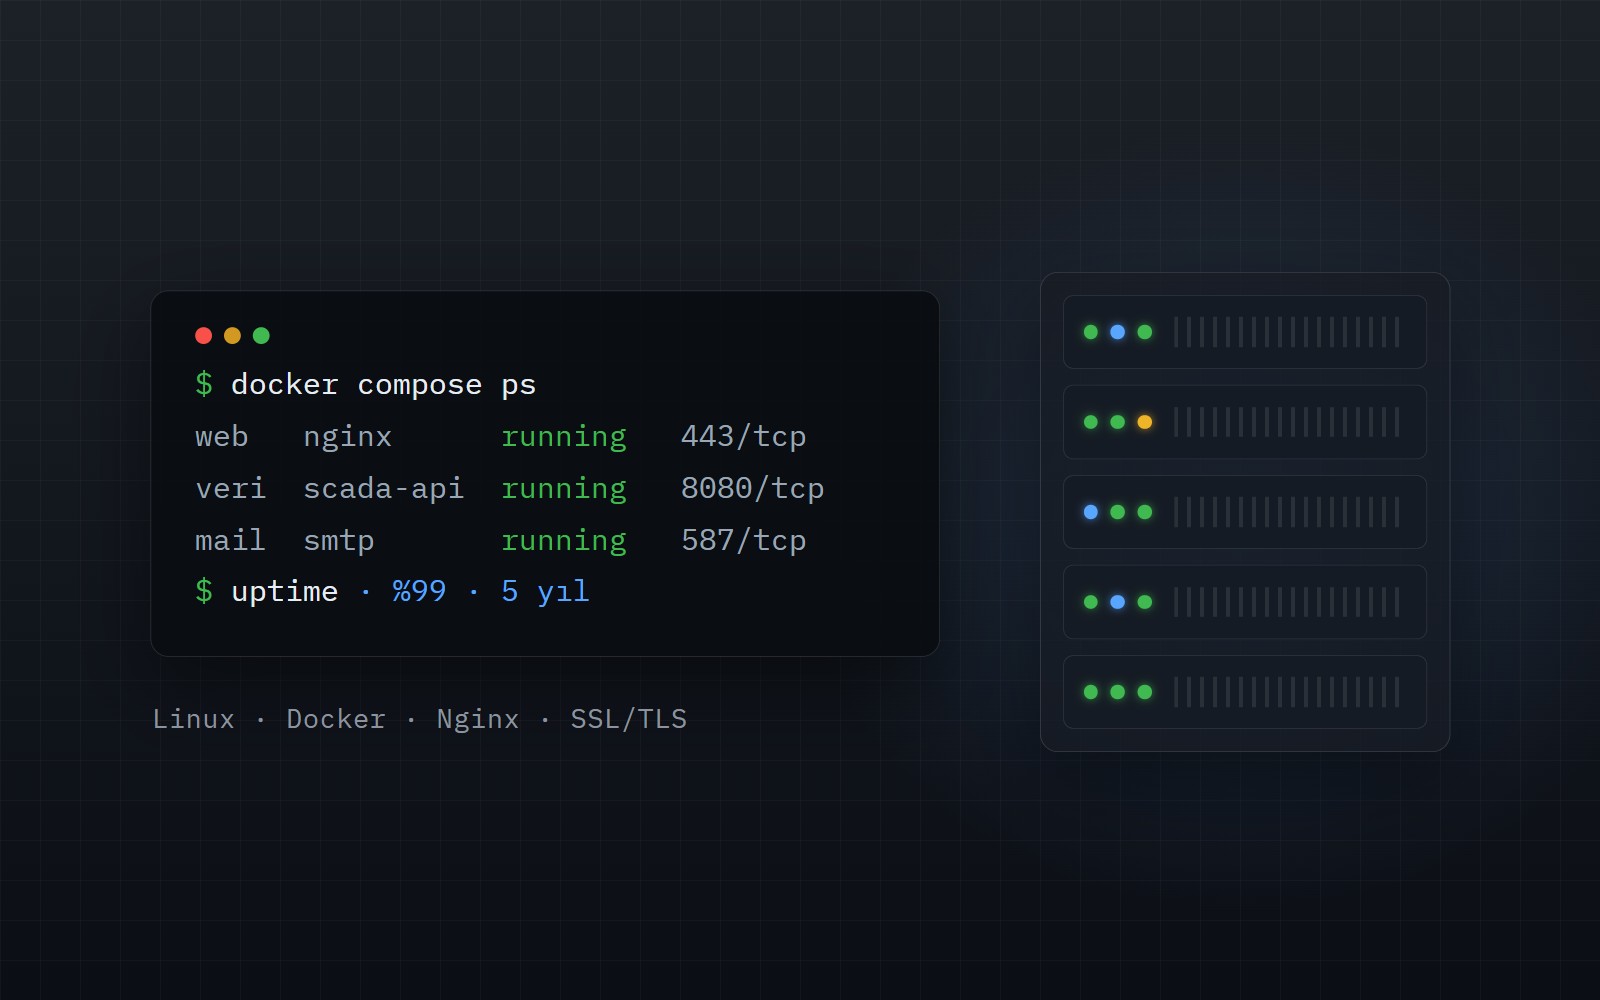 $ docker compose ps
web nginx running 443/tcp
veri scada-api running 8080/tcp
mail smtp running 587/tcp
$ uptime · %99 · 5 yıl
Linux · Docker · Nginx · SSL/TLS